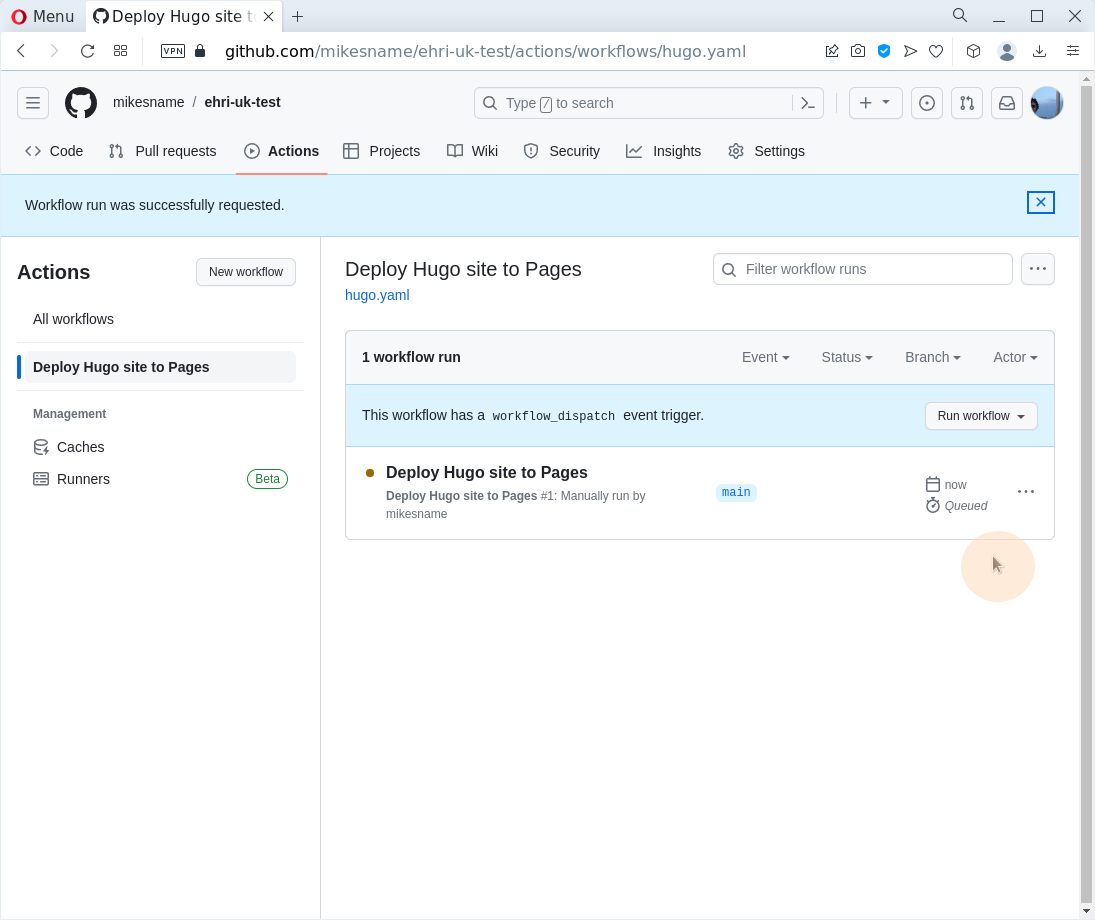 Menu
Deploy Hugo site t
VPN
github.com/mikesname/ehri-uk-test/actions/workflows/hugo.yaml
mikesname / ehri-uk-test
Type / to search
Code
Pull requests
Actions
Projects
Wiki
Security
Insights
Settings
Workflow run was successfully requested.
Actions
New workflow
All workflows
Deploy Hugo site to Pages
Management
Caches
Runners
Beta
Deploy Hugo site to Pages
hugo.yaml
Filter workflow runs
1 workflow run
Event
Status
Branch
Actor
This workflow has a workflow_dispatch event trigger.
Run workflow
Deploy Hugo site to Pages
Deploy Hugo site to Pages #1: Manually run by
mikesname
main
now
Queued